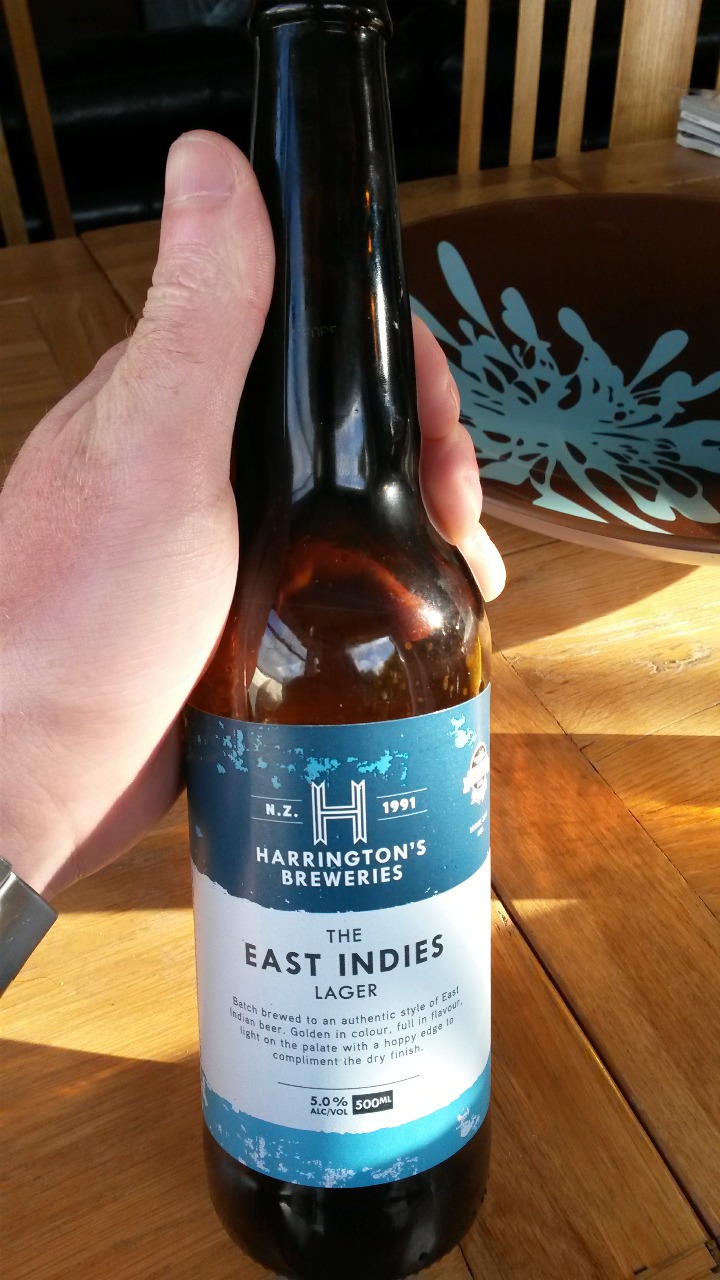 N.Z. H 1991
HARRINGTON'S
BREWERIES
THE
EAST INDIES
LAGER
Batch brewed to an authentic style of East
Indian beer. Golden in colour, full in flavour,
light on the palate with a hoppy edge to
compliment the dry finish.
5.0% 500ML
ALC/VOL